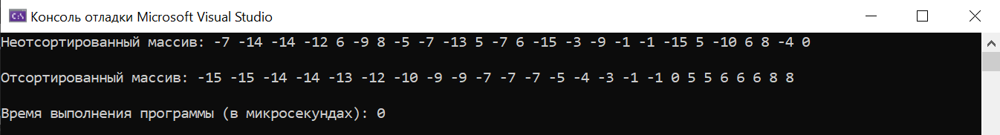 Консоль отладки Microsoft Visual Studio
Неотсортированный массив: -7 -14 -14 -12 6 -9 8 -5 -7 -13 5 -7 6 -15 -3 -9 -1 -1 -15 5 -10 6 8 -4 0
Отсортированный массив: -15 -15 -14 -14 -13 -12 -10 -9 -9 -7 -7 -7 -5 -4 -3 -1 -1 0 5 5 6 6 6 8 8
Время выполнения программы (в микросекундах): 0